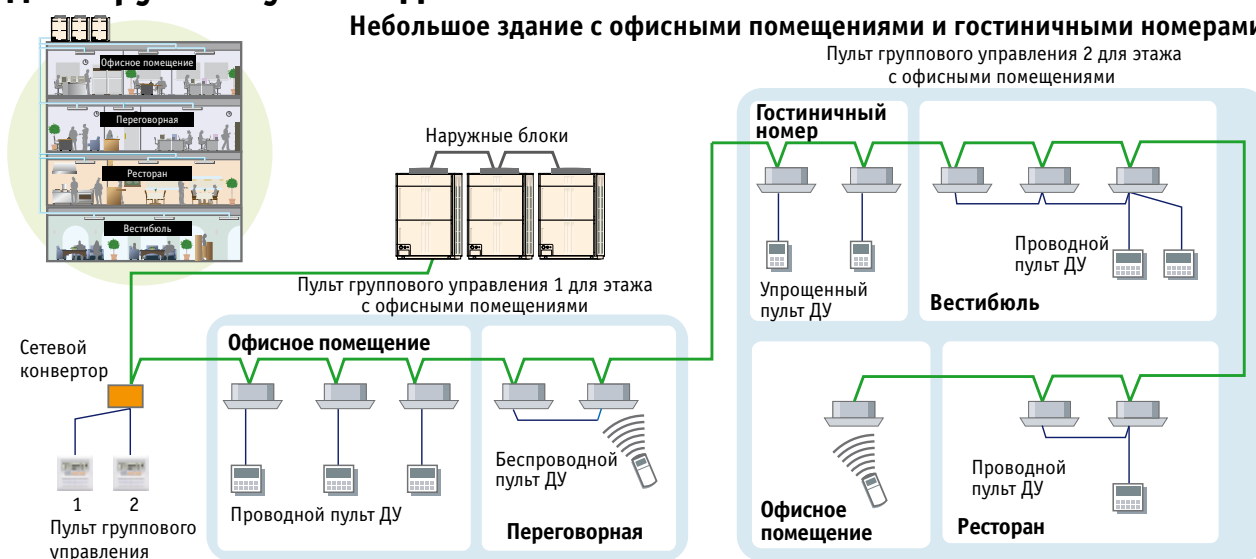 Небольшое здание с офисными помещениями и гостиничными номерами
Офисное помещение
Переговорная
Ресторан
Вестибюль
Наружные блоки
Пульт группового управления 2 для этажа
с офисными помещениями
Гостиничный
номер
Упрощенный
пульт ДУ
Проводной
пульт ДУ
Вестибюль
Пульт группового управления 1 для этажа
с офисными помещениями
Сетевой
конвертор
1 2
Пульт группового
управления
Офисное помещение
Проводной пульт ДУ
Беспроводной
пульт ДУ
Переговорная
Офисное
помещение
Проводной
пульт ДУ
Ресторан